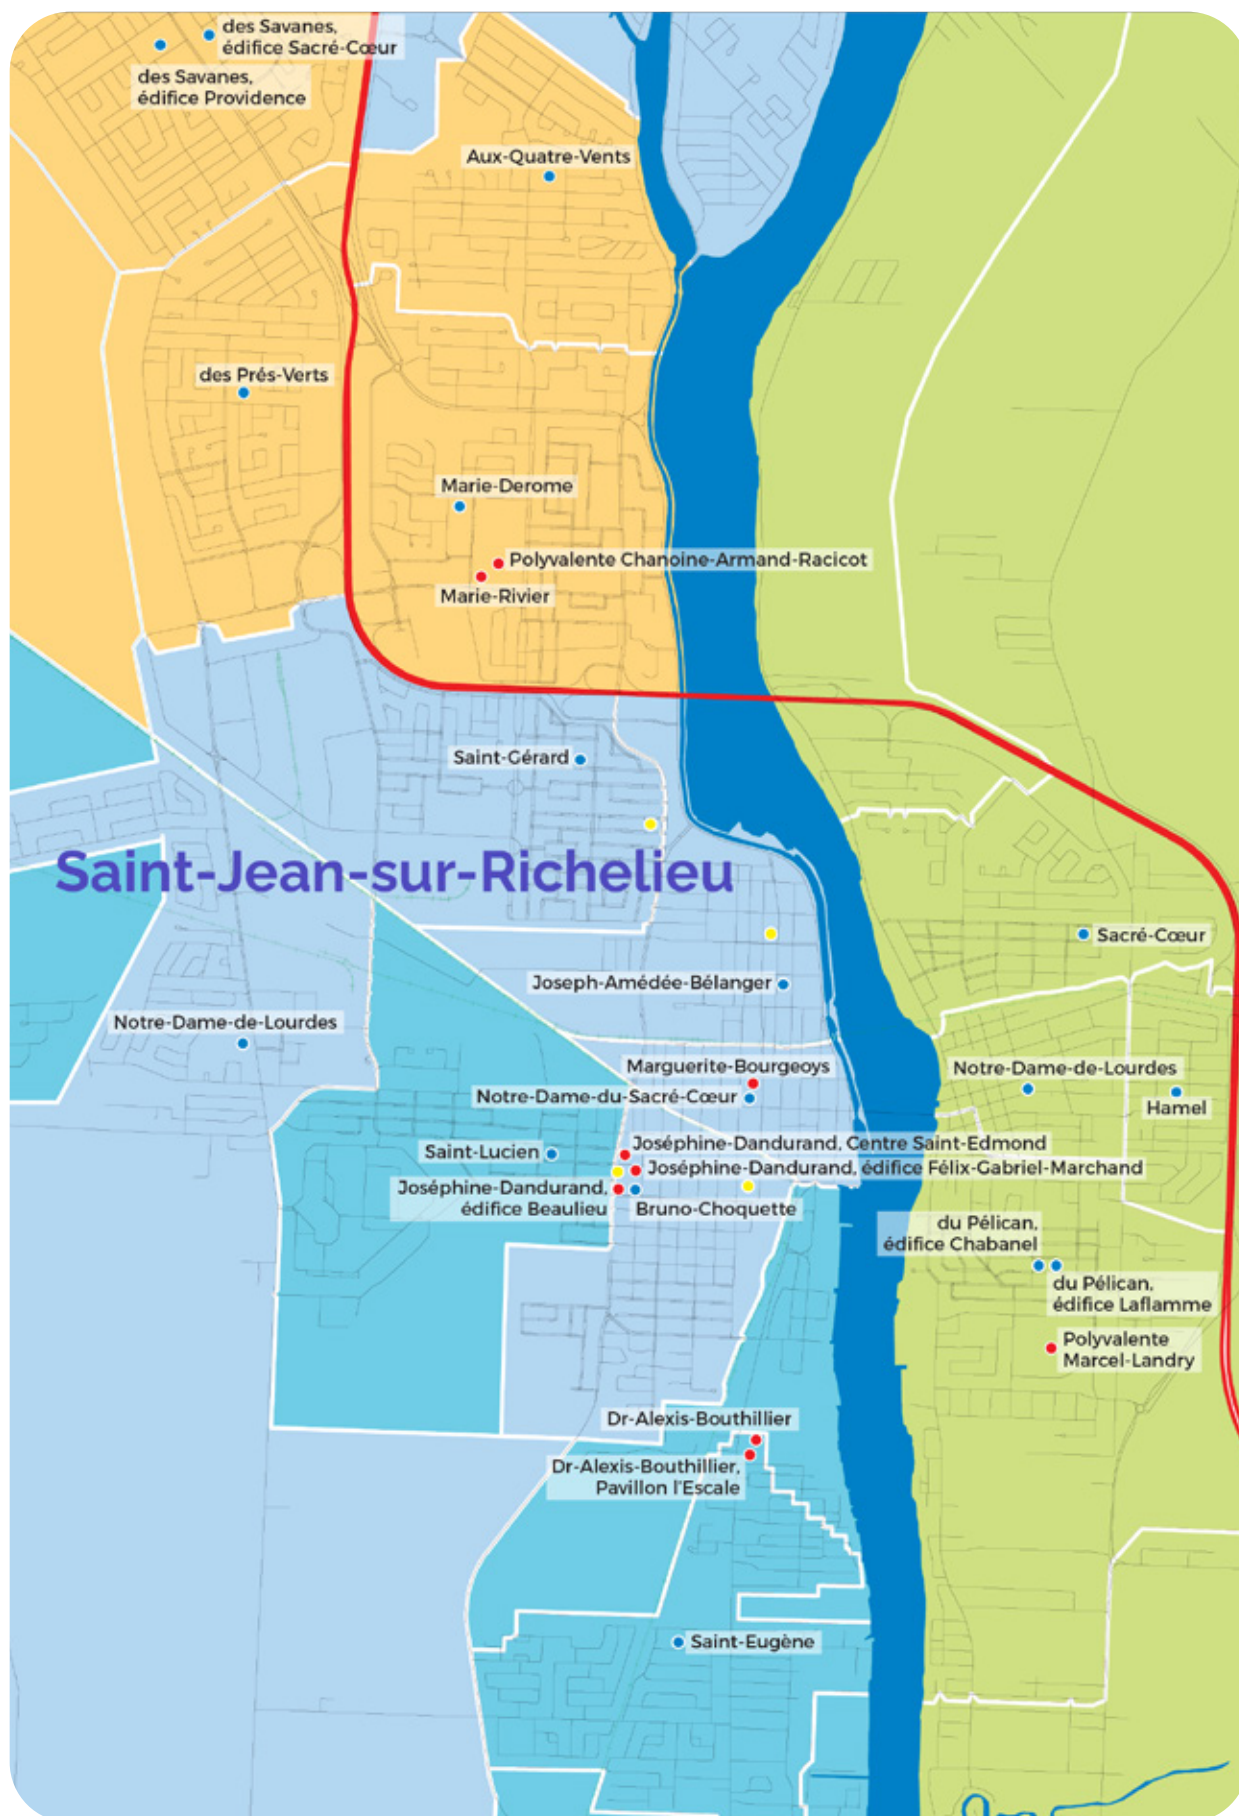 des Savanes,
édifice Sacré-Cœur
des Savanes,
édifice Providence
Aux-Quatre-Vents
des Prés-Verts
Marie-Derome
Polyvalente Chanoine-Armand-Racicot
Marie-Rivier
Saint-Gérard
Saint-Jean-sur-Richelieu
Sacré-Cœur
Joseph-Amédée-Bélanger
Notre-Dame-de-Lourdes
Marguerite-Bourgeoys
Notre-Dame-de-Lourdes
Notre-Dame-du-Sacré-Cœur
Hamel
Joséphine-Dandurand, Centre Saint-Edmond
Saint-Lucien
Joséphine-Dandurand, édifice Félix-Gabriel-Marchand
Joséphine-Dandurand,
édifice Beaulieu
Bruno-Choquette
du Pélican,
édifice Chabanel
du Pélican,
édifice Laflamme
Polyvalente
Marcel-Landry
Dr-Alexis-Bouthillier
Dr-Alexis-Bouthillier,
Pavillon l'Escale
Saint-Eugène